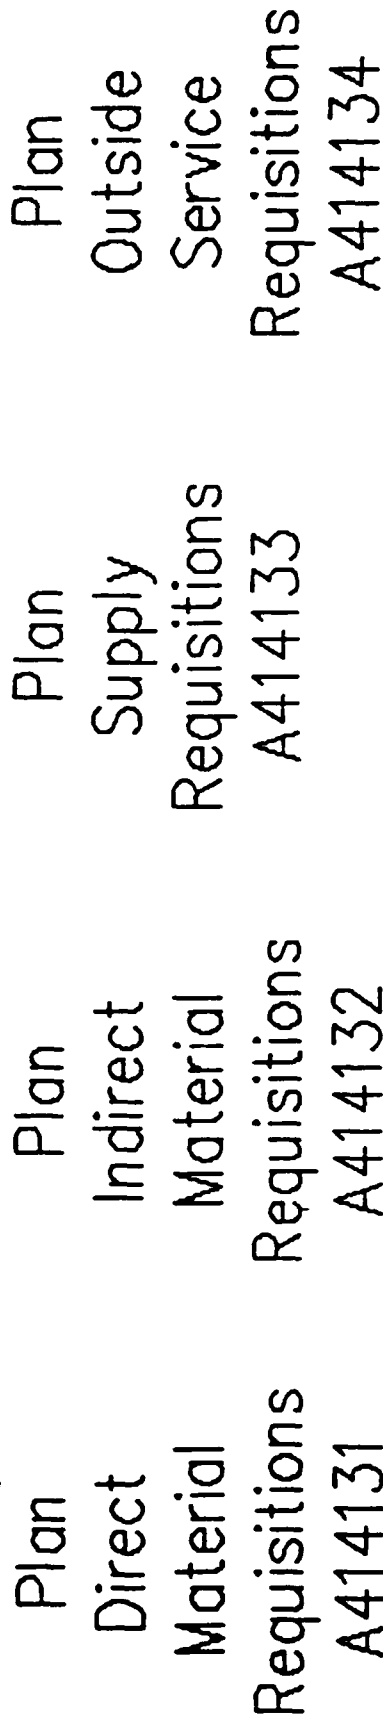 Plan
Direct
Material
Requisitions
A414131
Plan
Indirect
Material
Requisitions
A414132
Plan
Supply
Requisitions
A414133
Plan
Outside
Service
Requisitions
A414134